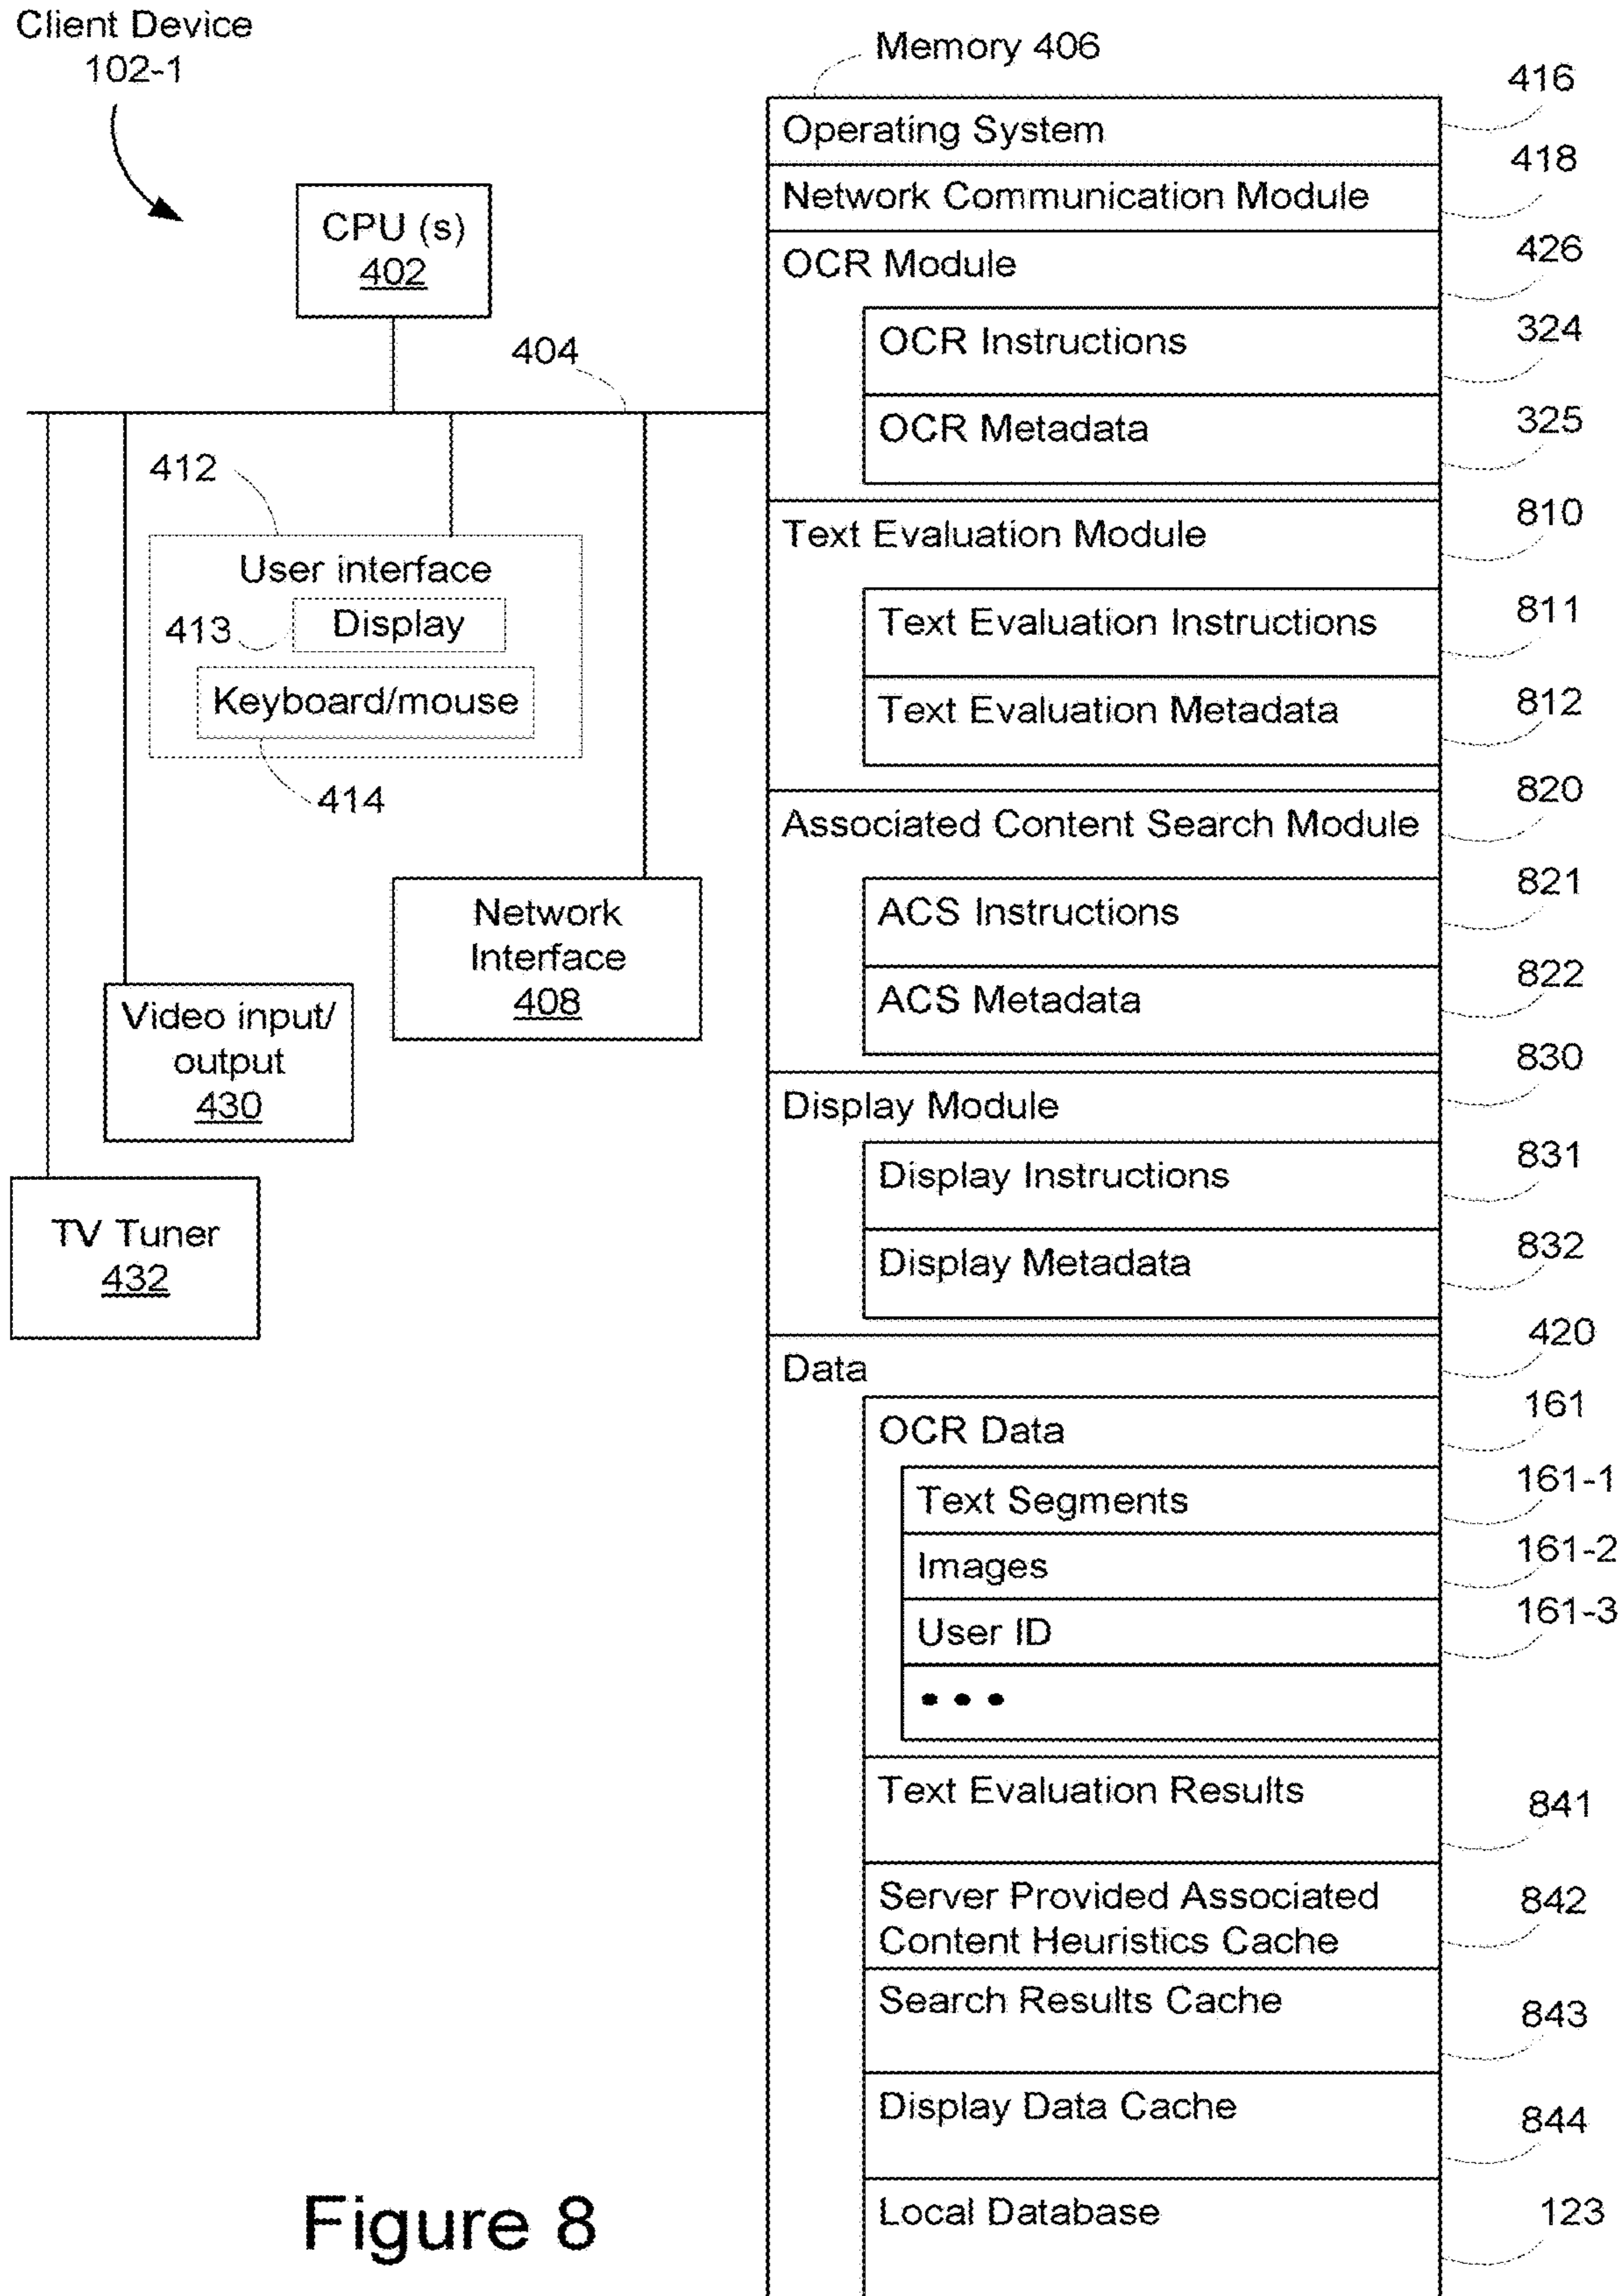 Client Device
102-1
Memory 406
CPU (s)
402
404
412
User interface
413
Display
Keyboard/mouse
414
Network
Interface
408
Video input/
output
430
TV Tuner
432
Operating System
416
Network Communication Module
418
OCR Module
426
OCR Instructions
324
OCR Metadata
325
Text Evaluation Module
810
Text Evaluation Instructions
811
Text Evaluation Metadata
812
Associated Content Search Module
820
ACS Instructions
821
ACS Metadata
822
Display Module
830
Display Instructions
831
Display Metadata
832
Data
420
OCR Data
161
Text Segments
161-1
Images
161-2
User ID
161-3
• • •
Text Evaluation Results
841
Server Provided Associated
Content Heuristics Cache
842
Search Results Cache
843
Display Data Cache
844
Local Database
123
Figure 8